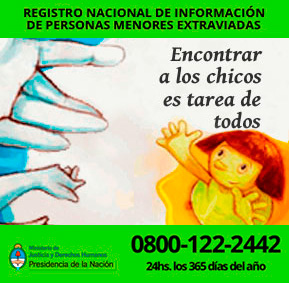 REGISTRO NACIONAL DE INFORMACIÓN
DE PERSONAS MENORES EXTRAVIADAS
Encontrar
a los chicos
es tarea de
todos
Ministerio de
Justicia y Derechos Humanos
Presidencia de la Nación
0800-122-2442
24hs. los 365 días del año